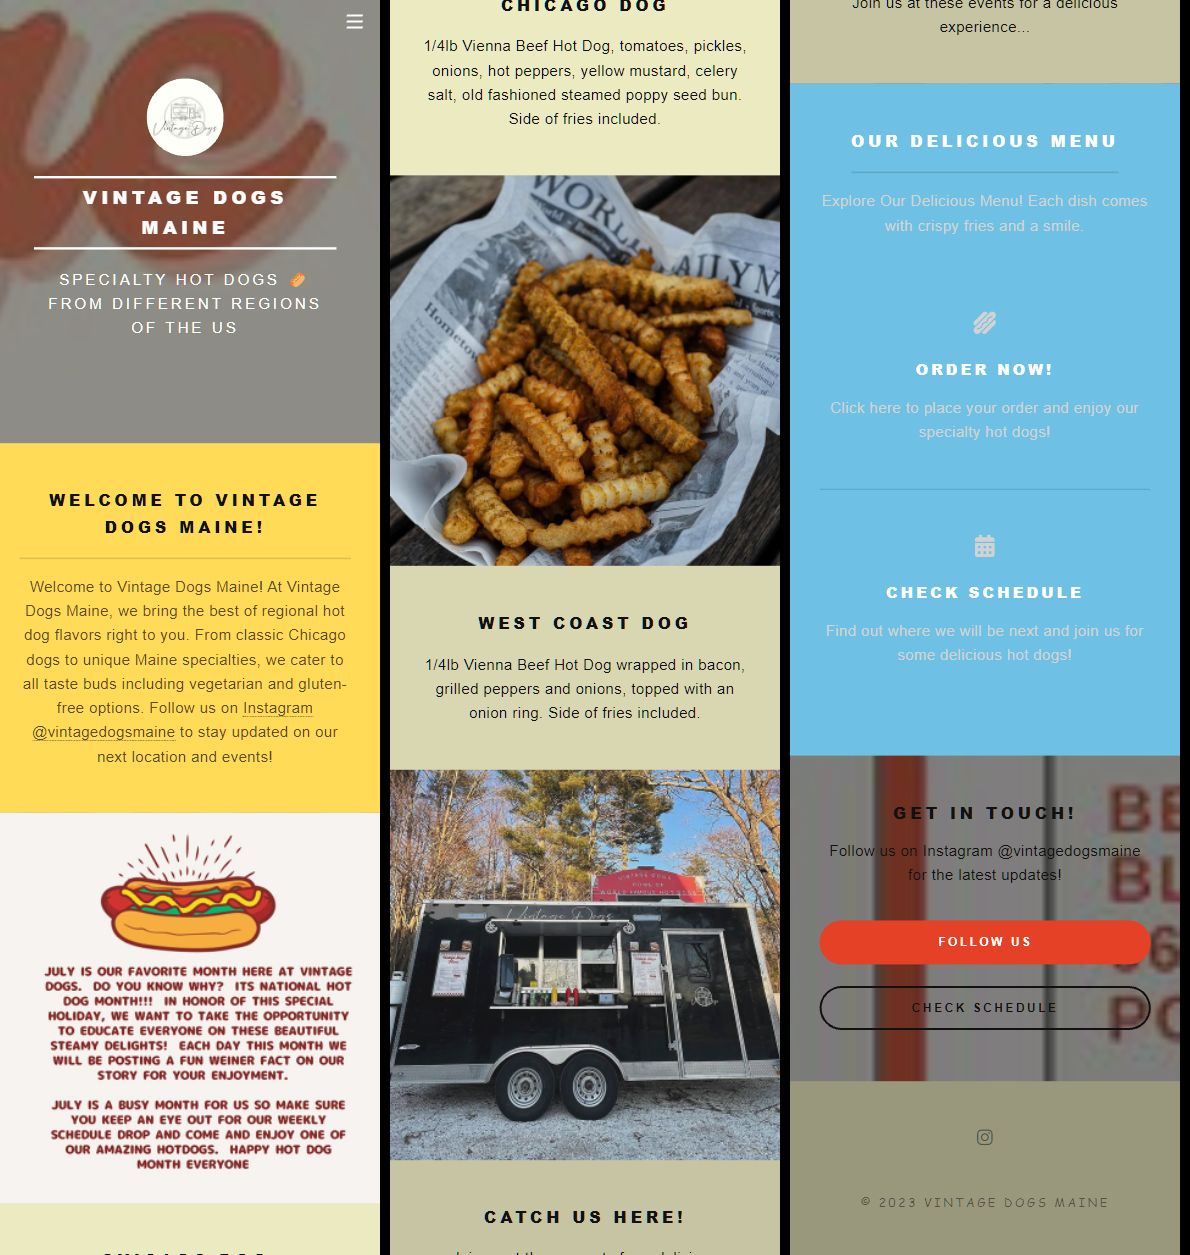 Vintage Dogs
VINTAGE DOGS
MAINE
SPECIALTY HOT DOGS 🌭
FROM DIFFERENT REGIONS
OF THE US
WELCOME TO VINTAGE
DOGS MAINE!
Welcome to Vintage Dogs Maine! At Vintage
Dogs Maine, we bring the best of regional hot
dog flavors right to you. From classic Chicago
dogs to unique Maine specialties, we cater to
all taste buds including vegetarian and gluten-
free options. Follow us on Instagram
@vintagedogsmaine to stay updated on our
next location and events!
JULY IS OUR FAVORITE MONTH HERE AT VINTAGE
DOGS. DO YOU KNOW WHY? ITS NATIONAL HOT
DOG MONTH!!! IN HONOR OF THIS SPECIAL
HOLIDAY, WE WANT TO TAKE THE OPPORTUNITY
TO EDUCATE EVERYONE ON THESE BEAUTIFUL
STEAMY DELIGHTS! EACH DAY THIS MONTH WE
WILL BE POSTING A FUN WEINER FACT ON OUR
STORY FOR YOUR ENJOYMENT.
JULY IS A BUSY MONTH FOR US SO MAKE SURE
YOU KEEP AN EYE OUT FOR OUR WEEKLY
SCHEDULE DROP AND COME AND ENJOY ONE OF
OUR AMAZING HOTDOGS. HAPPY HOT DOG
MONTH EVERYONE
CHICAGO DOG
1/4lb Vienna Beef Hot Dog, tomatoes, pickles,
onions, hot peppers, yellow mustard, celery
salt, old fashioned steamed poppy seed bun.
Side of fries included.
WORL
AILY
Hometow
WEST COAST DOG
1/4lb Vienna Beef Hot Dog wrapped in bacon,
grilled peppers and onions, topped with an
onion ring. Side of fries included.
VINTAGE DOGS
HOME OF
WORLD FAMOUS HOT DOGS
Vintage Dogs
CATCH US HERE!
Join us at these events for a delicious
experience...
OUR DELICIOUS MENU
Explore Our Delicious Menu! Each dish comes
with crispy fries and a smile.
ORDER NOW!
Click here to place your order and enjoy our
specialty hot dogs!
CHECK SCHEDULE
Find out where we will be next and join us for
some delicious hot dogs!
GET IN TOUCH!
Follow us on Instagram @vintagedogsmaine
for the latest updates!
FOLLOW US
CHECK SCHEDULE
© 2023 VINTAGE DOGS MAINE